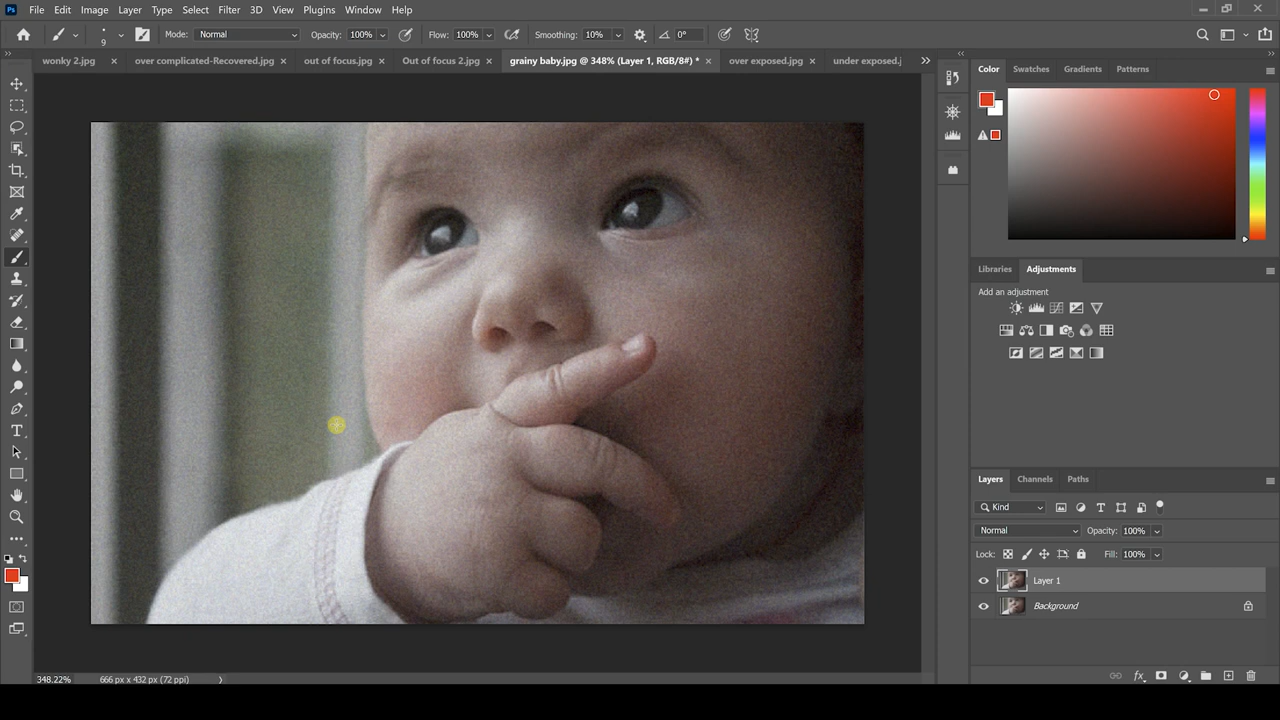 Ps File Edit Image Layer Type Select Filter 3D View Plugins Window Help
9 Mode: Normal Opacity: 100% Flow: 100% Smoothing: 10% 0°
wonky 2.jpg × over complicated-Recovered.jpg × out of focus.jpg × Out of focus 2.jpg × grainy baby.jpg @ 348% (Layer 1, RGB/8#) * × over exposed.jpg × under exposed.j
Color Swatches Gradients Patterns
Libraries Adjustments
Add an adjustment
Layers Channels Paths
Kind
Normal Opacity: 100%
Lock: Fill: 100%
Layer 1
Background
348.22% 666 px x 432 px (72 ppi)